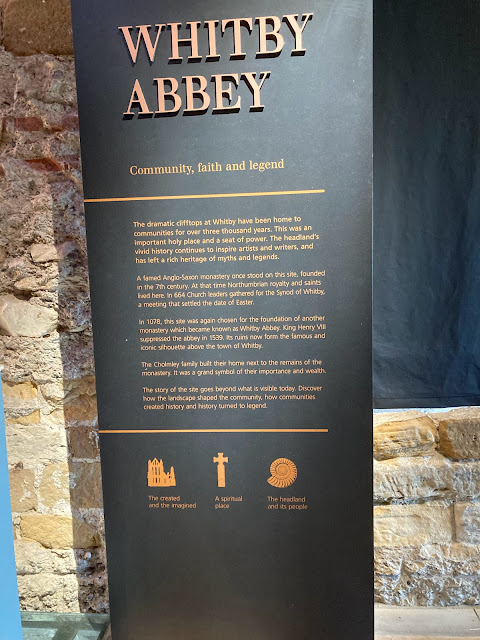 WHITBY
ABBEY
Community, faith and legend
The dramatic clifftops at Whitby have been home to
communities for over three thousand years. This was an
important holy place and a seat of power. The headland's
vivid history continues to inspire artists and writers, and
has left a rich heritage of myths and legends.
A famed Anglo-Saxon monastery once stood on this site, founded
in the 7th century. At that time Northumbrian royalty and saints
lived here. In 664 Church leaders gathered for the Synod of Whitby,
a meeting that settled the date of Easter.
In 1078, this site was again chosen for the foundation of another
monastery which became known as Whitby Abbey. King Henry VIII
suppressed the abbey in 1539. Its ruins now form the famous and
iconic silhouette above the town of Whitby.
The Cholmley family built their home next to the remains of the
monastery. It was a grand symbol of their importance and wealth.
The story of the site goes beyond what is visible today. Discover
how the landscape shaped the community, how communities
created history and history turned to legend.
The created
and the imagined
A spiritual
place
The headland
and its people